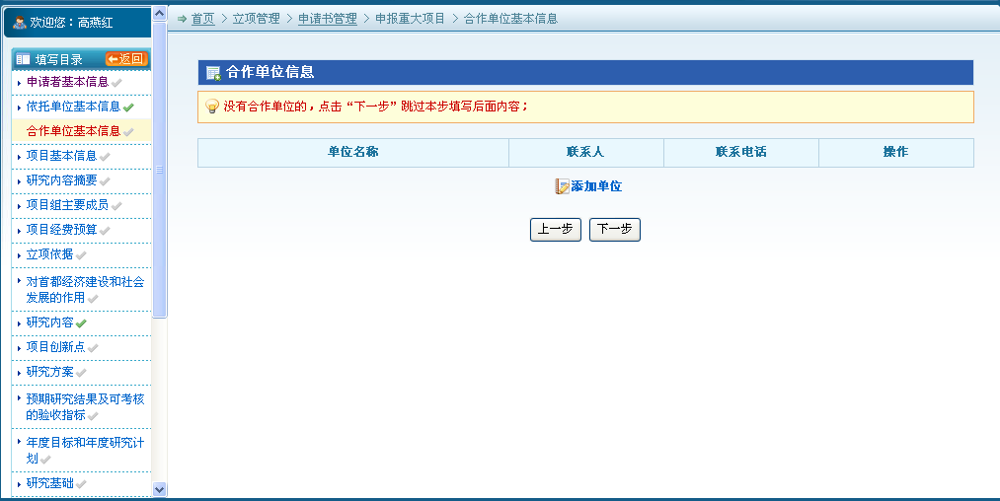 欢迎您：高燕红
首页 > 立项管理 > 申请书管理 > 申报重大项目 > 合作单位基本信息
填写目录 返回
申请者基本信息
依托单位基本信息
合作单位基本信息
项目基本信息
研究内容摘要
项目组主要成员
项目经费预算
立项依据
对首都经济建设和社会
发展的作用
研究内容
项目创新点
研究方案
预期研究结果及可考核
的验收指标
年度目标和年度研究计
划
研究基础
合作单位信息
没有合作单位的，点击“下一步”跳过本步填写后面内容；
单位名称 联系人 联系电话 操作
添加单位
上一步 下一步